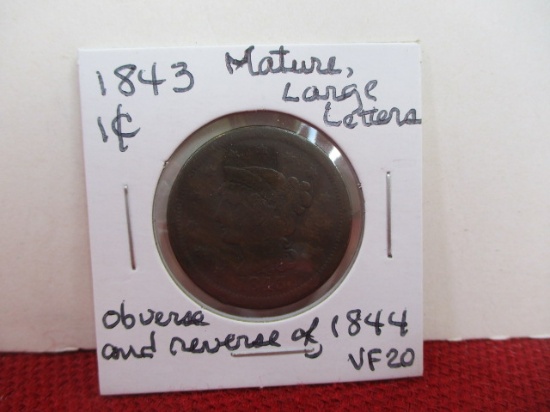 1843 Mature,
Large
1¢ Letters
obverse
and reverse of 1844
VF20